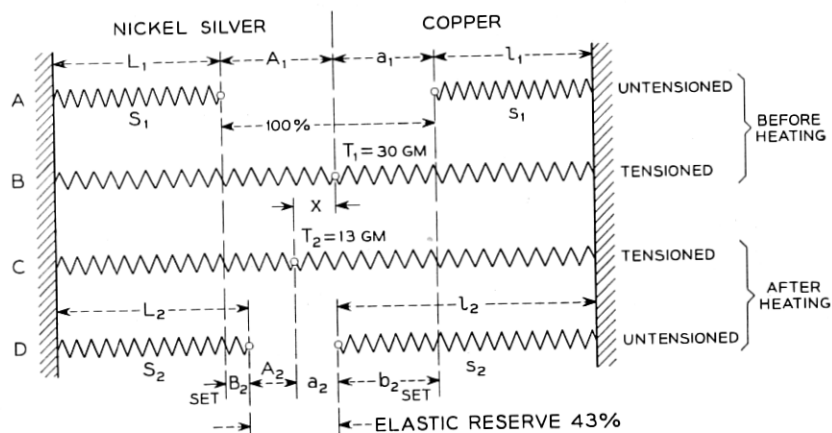 NICKEL SILVER COPPER
L₁ A₁ a₁ l₁
A UNTENSIONED
S₁ s₁
100%
BEFORE HEATING
T₁ = 30 GM
B TENSIONED
X
T₂ = 13 GM
C TENSIONED
AFTER HEATING
L₂ l₂
D UNTENSIONED
S₂ s₂
SET B₂ A₂ a₂ b₂ SET
ELASTIC RESERVE 43%